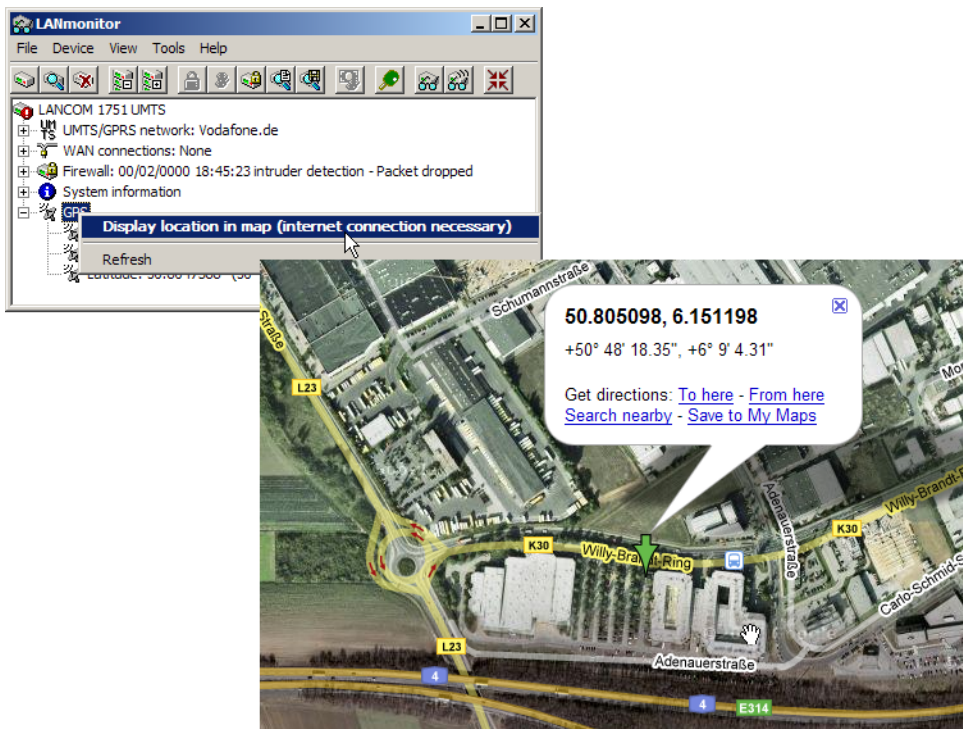 LANmonitor
File Device View Tools Help
LANCOM 1751 UMTS
UM
TS
UMTS/GPRS network: Vodafone.de
WAN connections: None
Firewall: 00/02/0000 18:45:23 intruder detection - Packet dropped
System information
GPS
Display location in map (internet connection necessary)
Refresh
50.805098, 6.151198
+50° 48' 18.35", +6° 9' 4.31"
Get directions: To here - From here
Search nearby - Save to My Maps
Schumannstraße
Straße
L23
K30
Willy-Brandt-Ring
Adenauerstraße
K30
L23
Adenauerstraße
4
4
E314